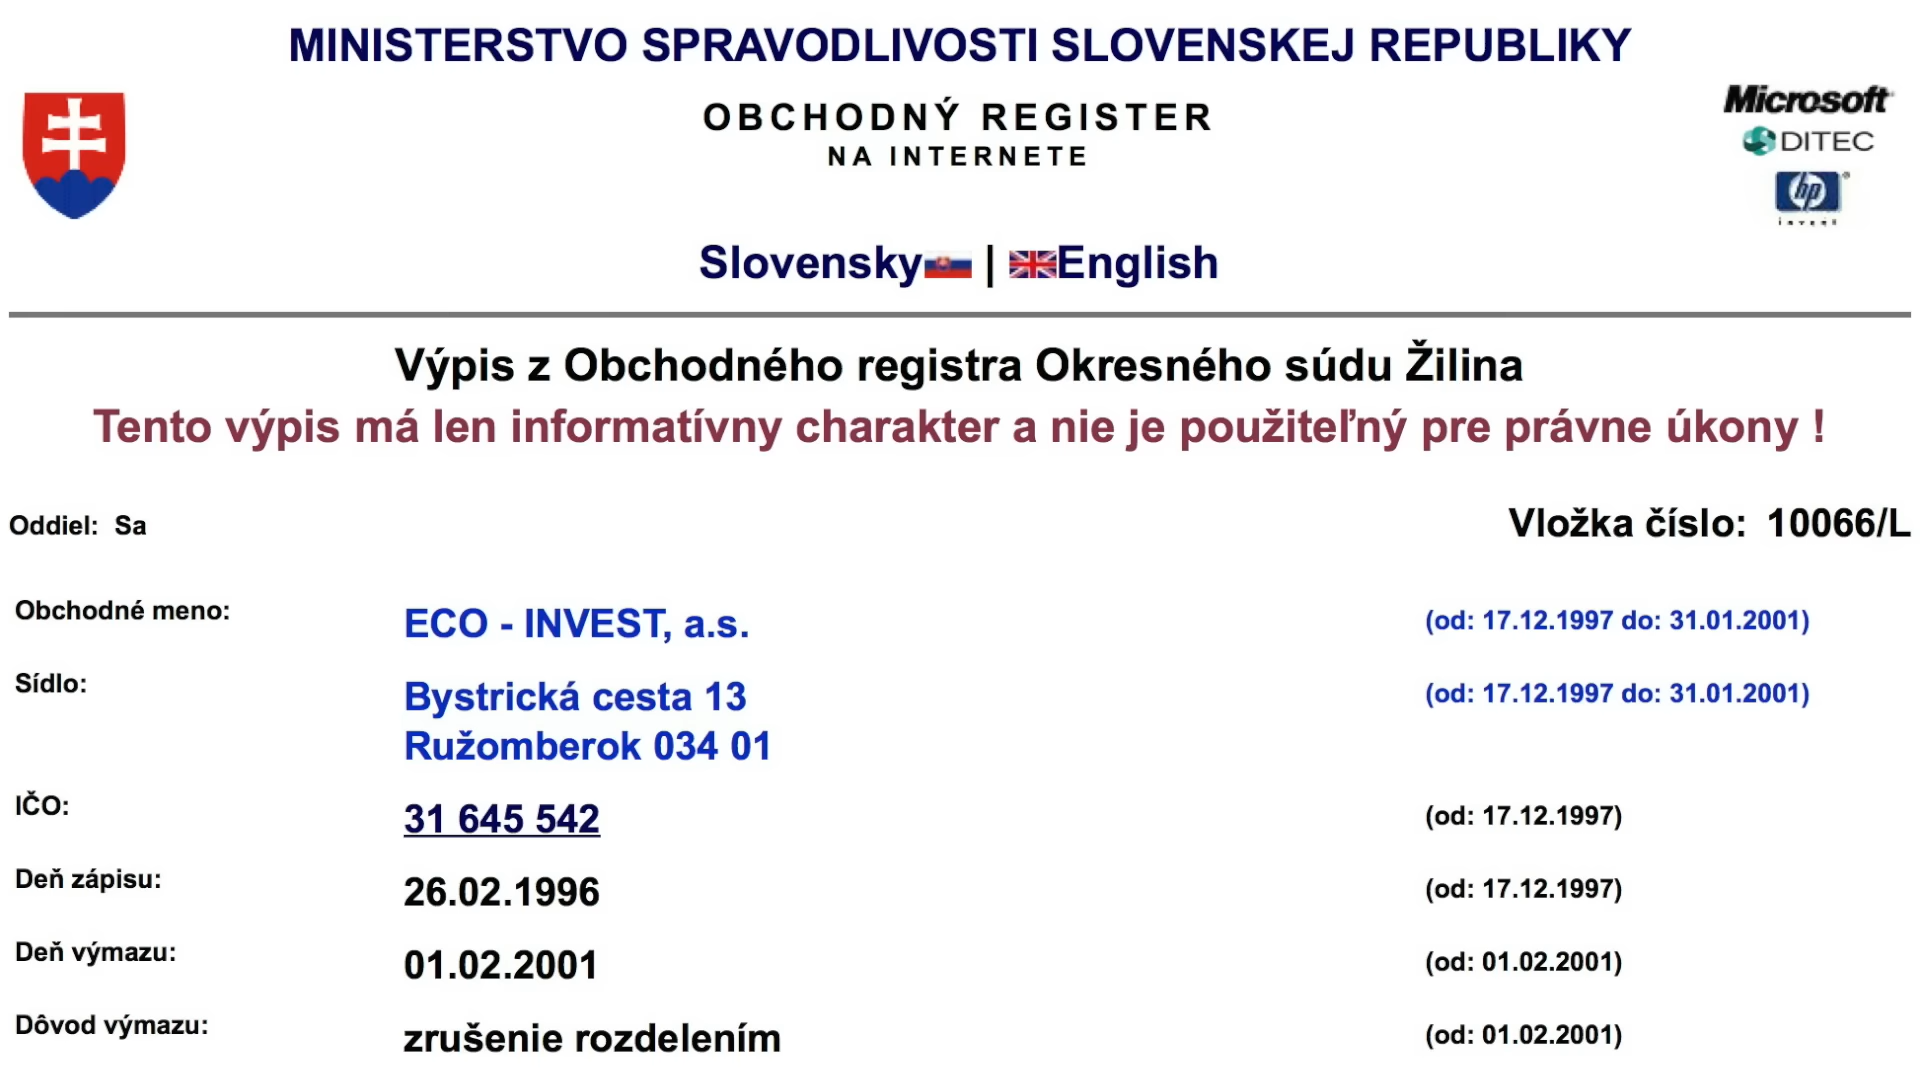 MINISTERSTVO SPRAVODLIVOSTI SLOVENSKEJ REPUBLIKY
OBCHODNÝ REGISTER
NA INTERNETE
Microsoft
DITEC
hp
invent
Slovensky | English
Výpis z Obchodného registra Okresného súdu Žilina
Tento výpis má len informatívny charakter a nie je použiteľný pre právne úkony !
Oddiel: Sa
Vložka číslo: 10066/L
Obchodné meno: ECO - INVEST, a.s. (od: 17.12.1997 do: 31.01.2001)
Sídlo: Bystrická cesta 13 (od: 17.12.1997 do: 31.01.2001)
Ružomberok 034 01
IČO: 31 645 542 (od: 17.12.1997)
Deň zápisu: 26.02.1996 (od: 17.12.1997)
Deň výmazu: 01.02.2001 (od: 01.02.2001)
Dôvod výmazu: zrušenie rozdelením (od: 01.02.2001)